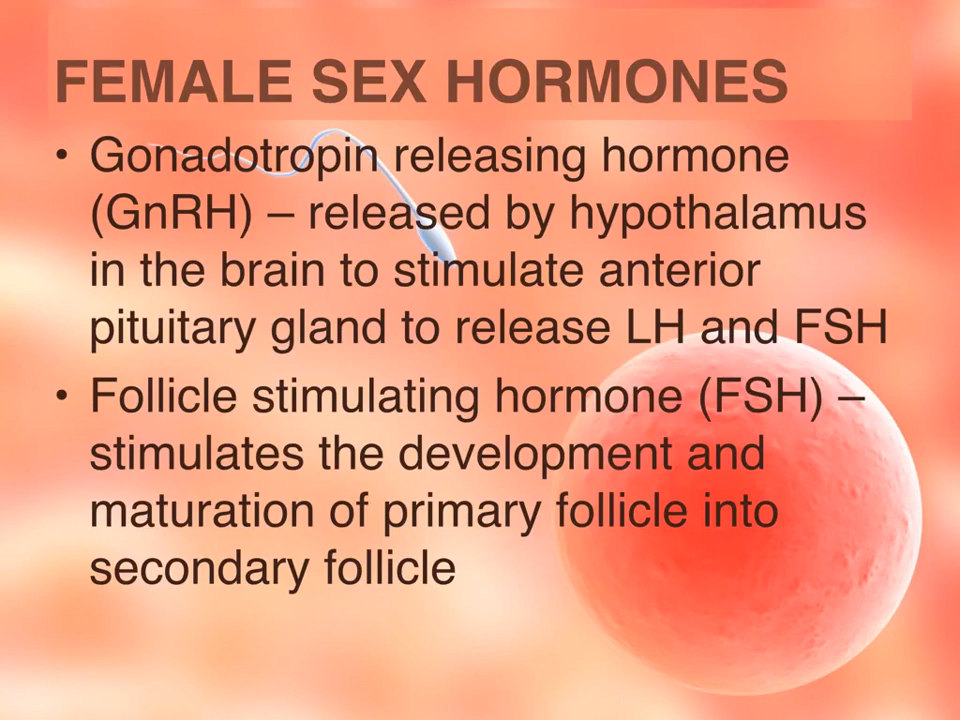 FEMALE SEX HORMONES
• Gonadotropin releasing hormone
(GnRH) – released by hypothalamus
in the brain to stimulate anterior
pituitary gland to release LH and FSH
• Follicle stimulating hormone (FSH) –
stimulates the development and
maturation of primary follicle into
secondary follicle